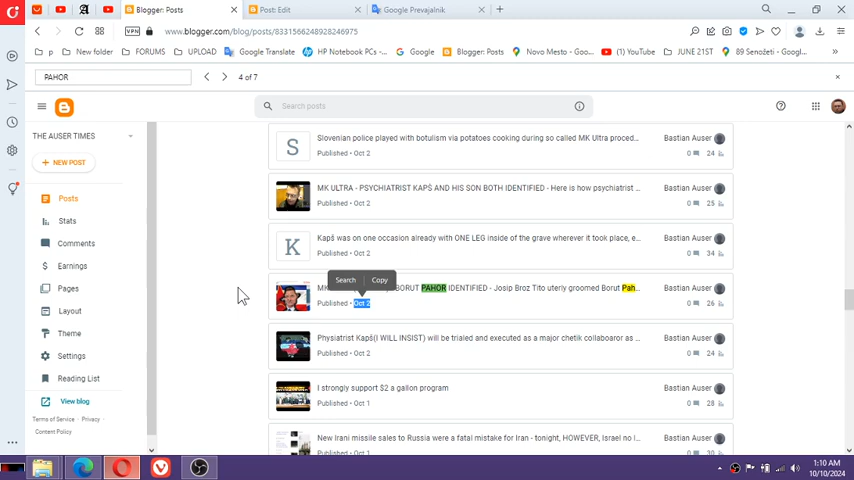 Blogger: Posts
Post: Edit
Google Prevajalnik
VPN
www.blogger.com/blog/posts/8331566248928246975
p
New folder
FORUMS
UPLOAD
Google Translate
HP Notebook PCs -...
Google
Blogger: Posts
Novo Mesto - Googl...
(1) YouTube
JUNE 21ST
89 Senožeti - Googl...
PAHOR
4 of 7
Search posts
THE AUSER TIMES
NEW POST
Posts
Stats
Comments
Earnings
Pages
Layout
Theme
Settings
Reading List
View blog
Terms of Service · Privacy ·
Content Policy
S
Slovenian police played with botulism via potatoes cooking during so called MK Ultra proced...
Bastian Auser
Published • Oct 2
0
24
MK ULTRA - PSYCHIATRIST KAPŠ AND HIS SON BOTH IDENTIFIED - Here is how psychiatrist ...
Bastian Auser
Published • Oct 2
0
25
K
Kapš was on one occasion already with ONE LEG inside of the grave wherever it took place, e...
Bastian Auser
Published • Oct 2
0
34
Search
Copy
BORUT PAHOR IDENTIFIED - Josip Broz Tito uterly groomed Borut Pah...
Bastian Auser
Published • Oct 2
0
26
Physiatrist Kapš(I WILL INSIST) will be trialed and executed as a major chetik collaboaror as ...
Bastian Auser
Published • Oct 2
0
24
I strongly support $2 a gallon program
Bastian Auser
Published • Oct 1
0
28
New Irani missile sales to Russia were a fatal mistake for Iran - tonight, HOWEVER, Israel no l...
Bastian Auser
Published • Oct 1
0
30
1:10 AM
10/10/2024